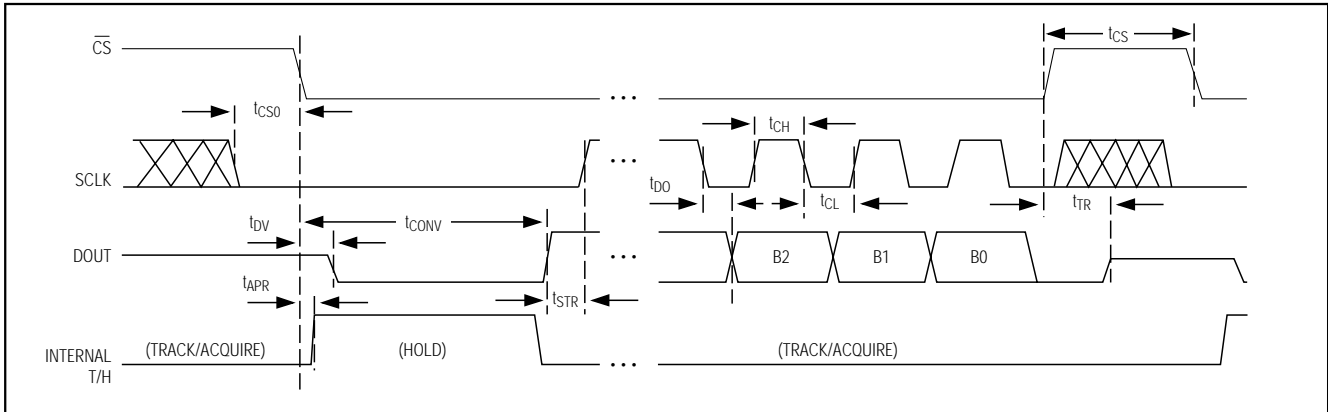 CS
tCS
tCS0
tCH
SCLK
tDO
tCL
tTR
tDV
tCONV
DOUT
B2
B1
B0
tAPR
tSTR
INTERNAL
T/H
(TRACK/ACQUIRE)
(HOLD)
(TRACK/ACQUIRE)